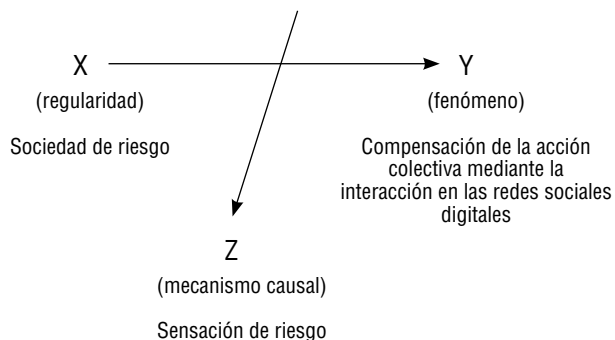 X
Y
(regularidad)
(fenómeno)
Sociedad de riesgo
Compensación de la acción
colectiva mediante la
interacción en las redes sociales
digitales
Z
(mecanismo causal)
Sensación de riesgo